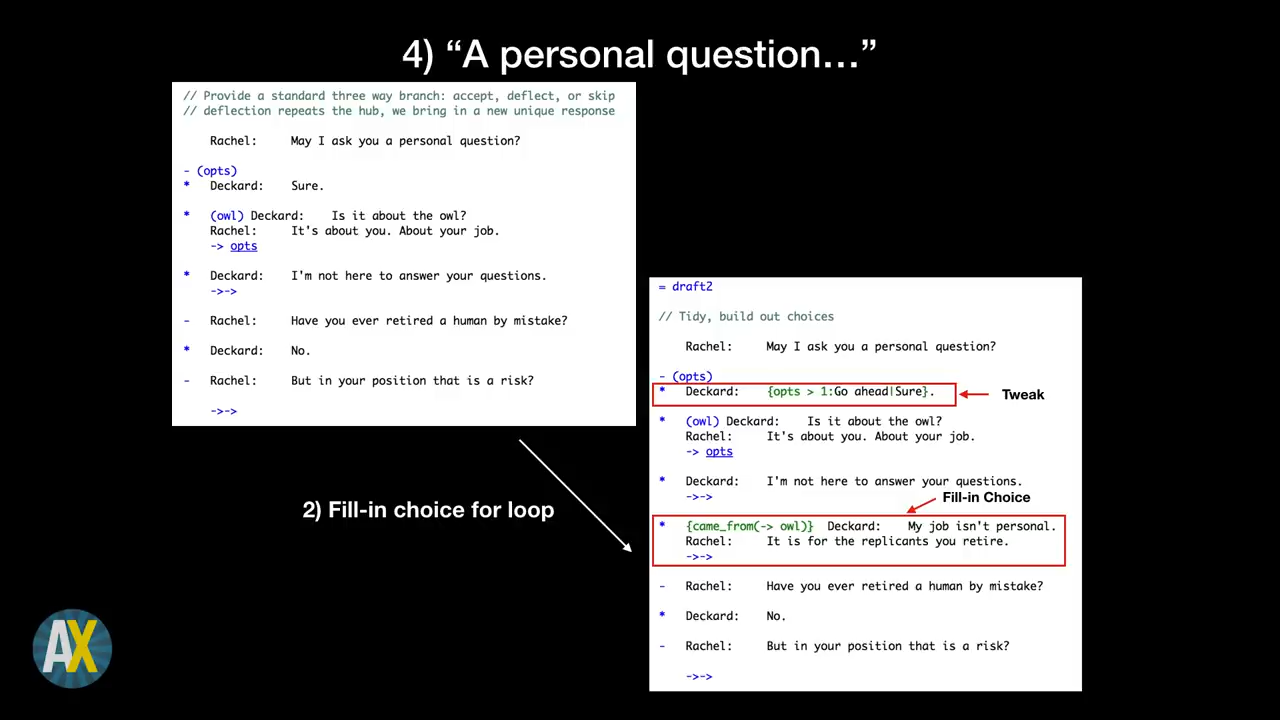 4) “A personal question…”
// Provide a standard three way branch: accept, deflect, or skip
// deflection repeats the hub, we bring in a new unique response
Rachel: May I ask you a personal question?
- (opts)
* Deckard: Sure.
* (owl) Deckard: Is it about the owl?
Rachel: It's about you. About your job.
-> opts
* Deckard: I'm not here to answer your questions.
->->
- Rachel: Have you ever retired a human by mistake?
* Deckard: No.
- Rachel: But in your position that is a risk?
->->
2) Fill-in choice for loop
= draft2
// Tidy, build out choices
Rachel: May I ask you a personal question?
- (opts)
* Deckard: {opts > 1:Go ahead|Sure}.
Tweak
* (owl) Deckard: Is it about the owl?
Rachel: It's about you. About your job.
-> opts
* Deckard: I'm not here to answer your questions.
->->
Fill-in Choice
* {came_from(-> owl)} Deckard: My job isn't personal.
Rachel: It is for the replicants you retire.
->->
- Rachel: Have you ever retired a human by mistake?
* Deckard: No.
- Rachel: But in your position that is a risk?
->->
AX